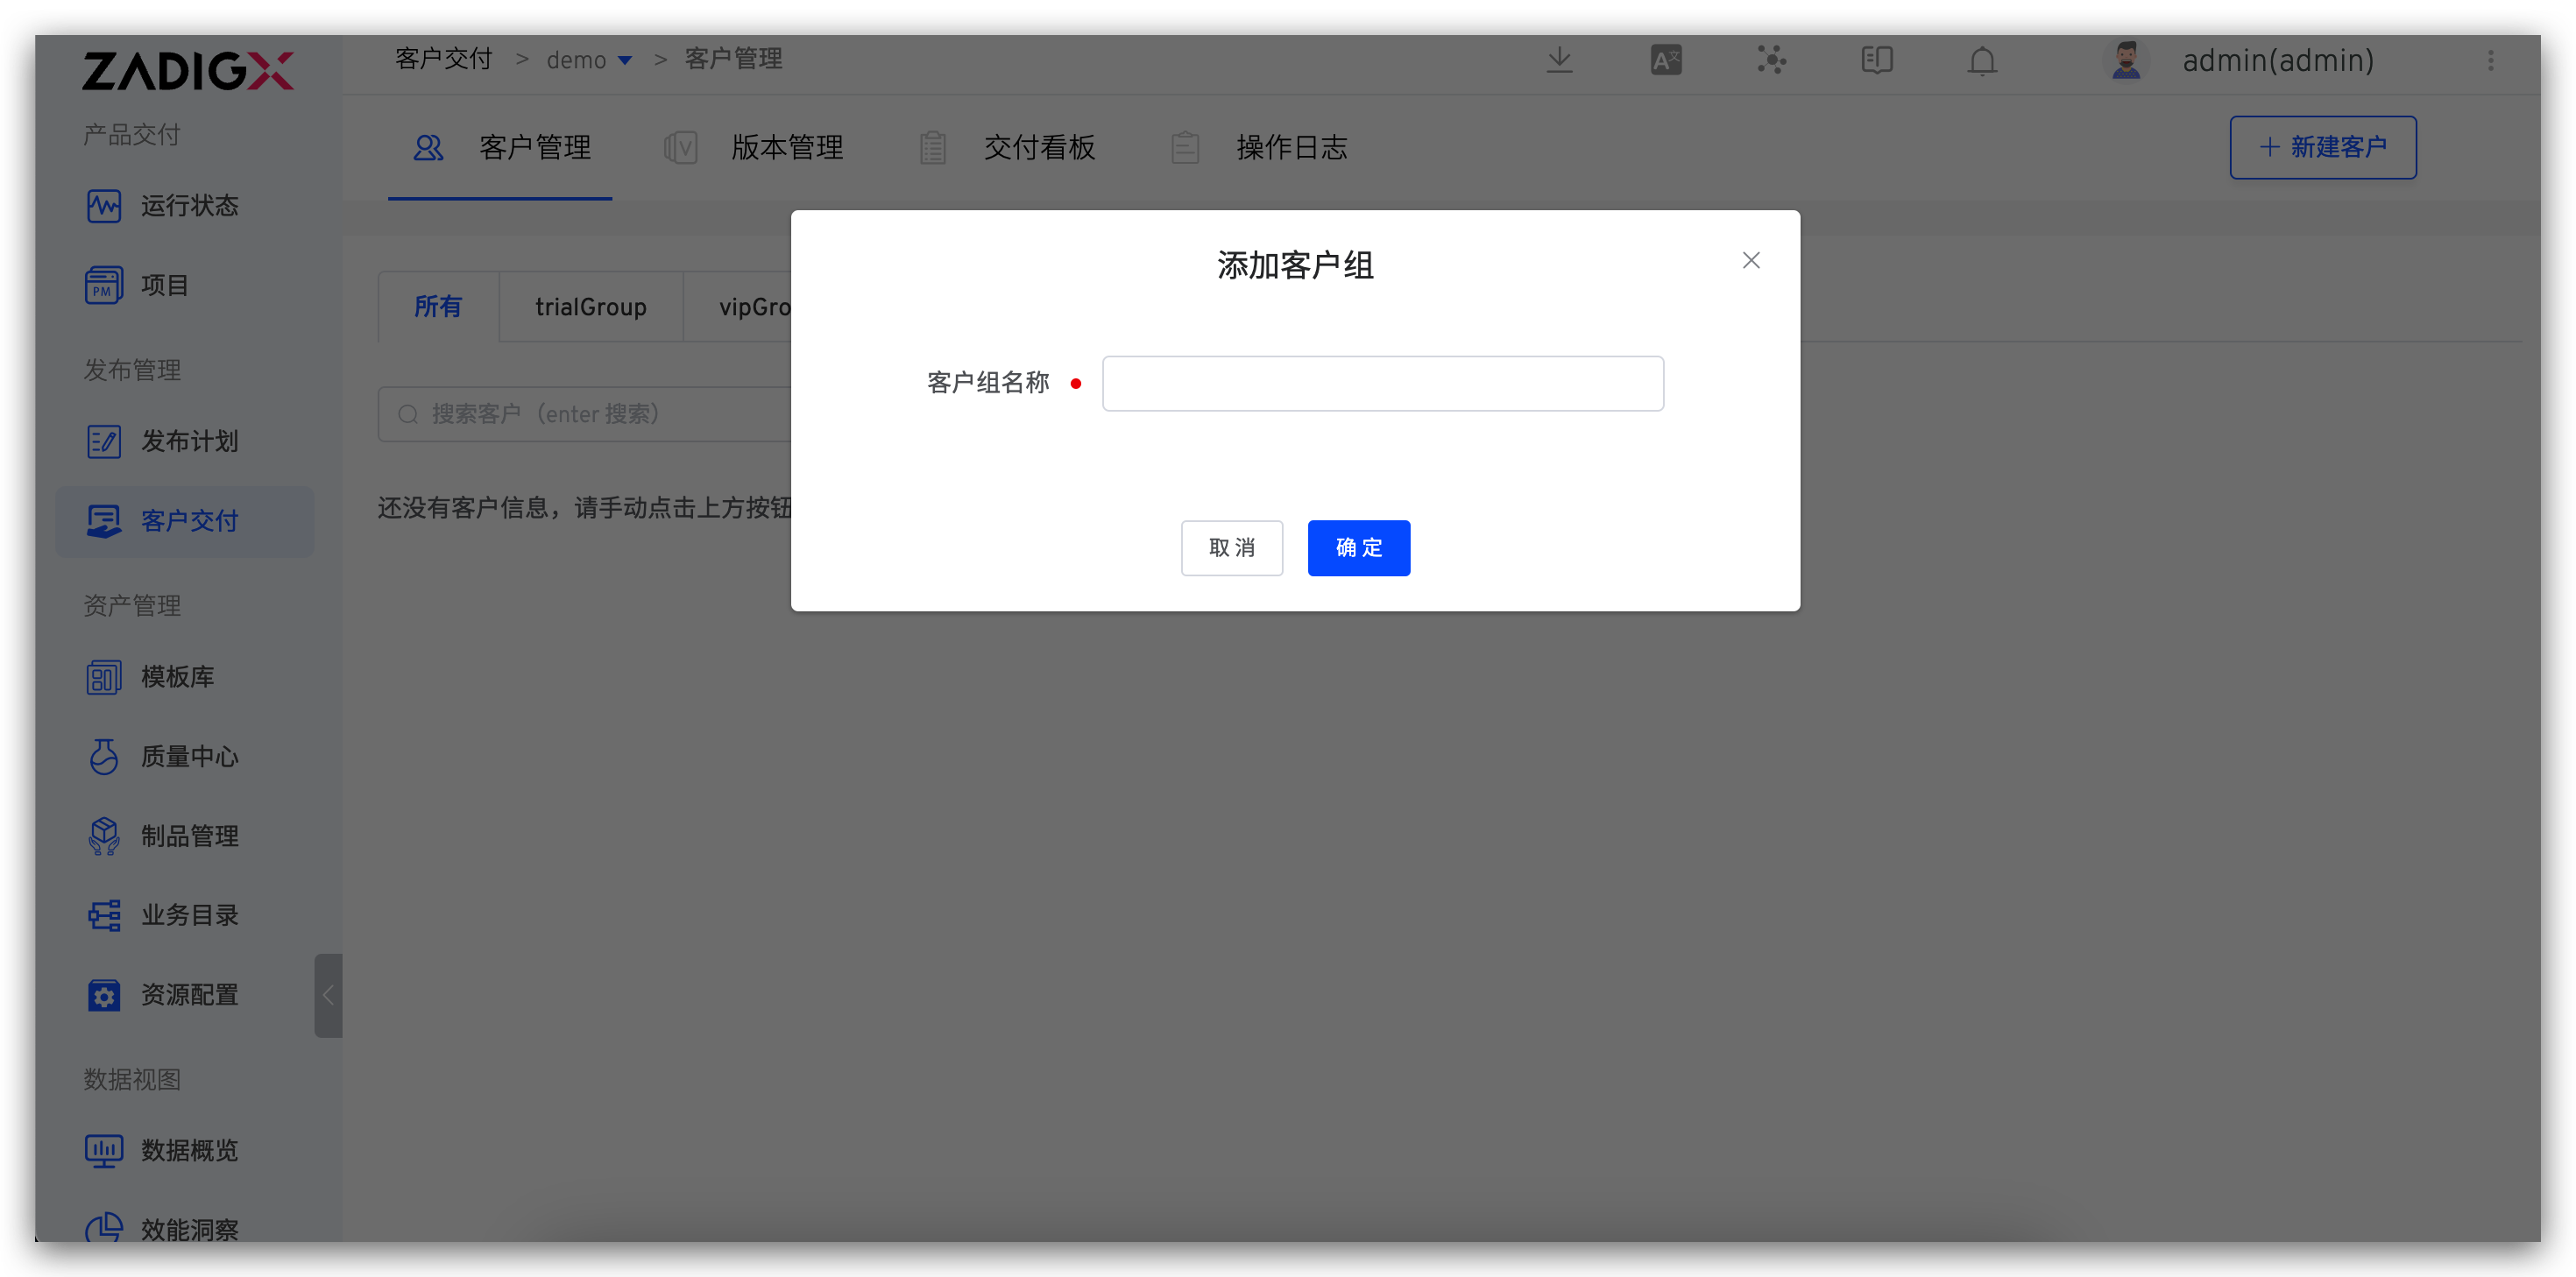 ZADIGX
客户交付 > demo > 客户管理
admin(admin)
产品交付
运行状态
项目
发布管理
发布计划
客户交付
资产管理
模板库
质量中心
制品管理
业务目录
资源配置
数据视图
数据概览
效能洞察
客户管理
版本管理
交付看板
操作日志
+ 新建客户
所有
trialGroup
vipGro
搜索客户（enter 搜索）
还没有客户信息，请手动点击上方按钮
添加客户组
客户组名称
取消
确定